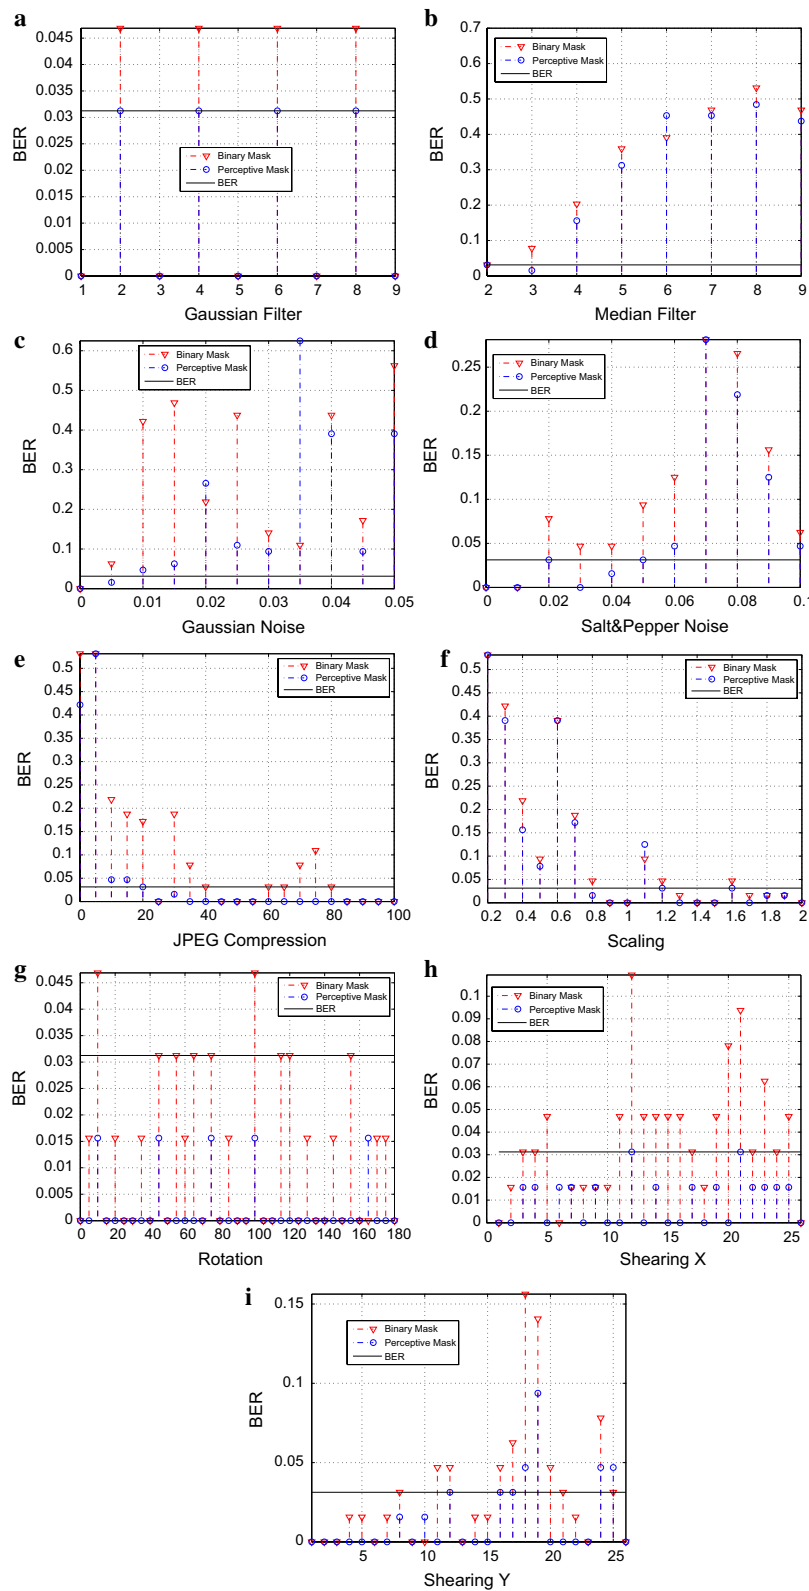 a
0.045
0.04
0.035
0.03
0.025
0.02
0.015
0.01
0.005
0
BER
Binary Mask
Perceptive Mask
BER
1 2 3 4 5 6 7 8 9
Gaussian Filter
b
0.7
0.6
0.5
0.4
0.3
0.2
0.1
0
BER
Binary Mask
Perceptive Mask
BER
2 3 4 5 6 7 8 9
Median Filter
c
0.6
0.5
0.4
0.3
0.2
0.1
0
BER
Binary Mask
Perceptive Mask
BER
0 0.01 0.02 0.03 0.04 0.05
Gaussian Noise
d
0.25
0.2
0.15
0.1
0.05
0
BER
Binary Mask
Perceptive Mask
BER
0 0.02 0.04 0.06 0.08 0.1
Salt&Pepper Noise
e
0.5
0.45
0.4
0.35
0.3
0.25
0.2
0.15
0.1
0.05
0
BER
Binary Mask
Perceptive Mask
BER
0 20 40 60 80 100
JPEG Compression
f
0.5
0.45
0.4
0.35
0.3
0.25
0.2
0.15
0.1
0.05
0
BER
Binary Mask
Perceptive Mask
BER
0.2 0.4 0.6 0.8 1 1.2 1.4 1.6 1.8 2
Scaling
g
0.045
0.04
0.035
0.03
0.025
0.02
0.015
0.01
0.005
0
BER
Binary Mask
Perceptive Mask
BER
0 20 40 60 80 100 120 140 160 180
Rotation
h
0.1
0.09
0.08
0.07
0.06
0.05
0.04
0.03
0.02
0.01
0
BER
Binary Mask
Perceptive Mask
BER
0 5 10 15 20 25
Shearing X
i
0.15
0.1
0.05
0
BER
Binary Mask
Perceptive Mask
BER
5 10 15 20 25
Shearing Y